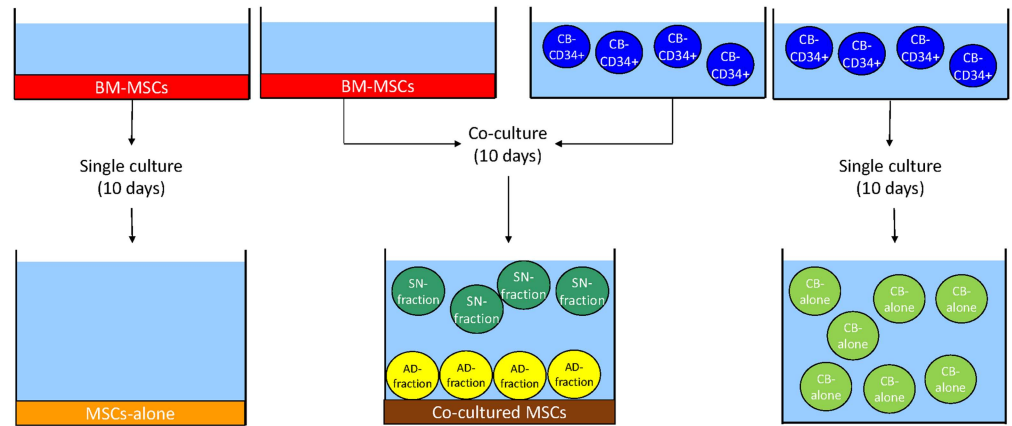 BM-MSCs
BM-MSCs
CB-
CD34+
CB-
CD34+
CB-
CD34+
CB-
CD34+
CB-
CD34+
CB-
CD34+
CB-
CD34+
CB-
CD34+
Single culture
(10 days)
Co-culture
(10 days)
Single culture
(10 days)
MSCs-alone
SN-
fraction
SN-
fraction
SN-
fraction
SN-
fraction
AD-
fraction
AD-
fraction
AD-
fraction
AD-
fraction
Co-cultured MSCs
CB-
alone
CB-
alone
CB-
alone
CB-
alone
CB-
alone
CB-
alone
CB-
alone